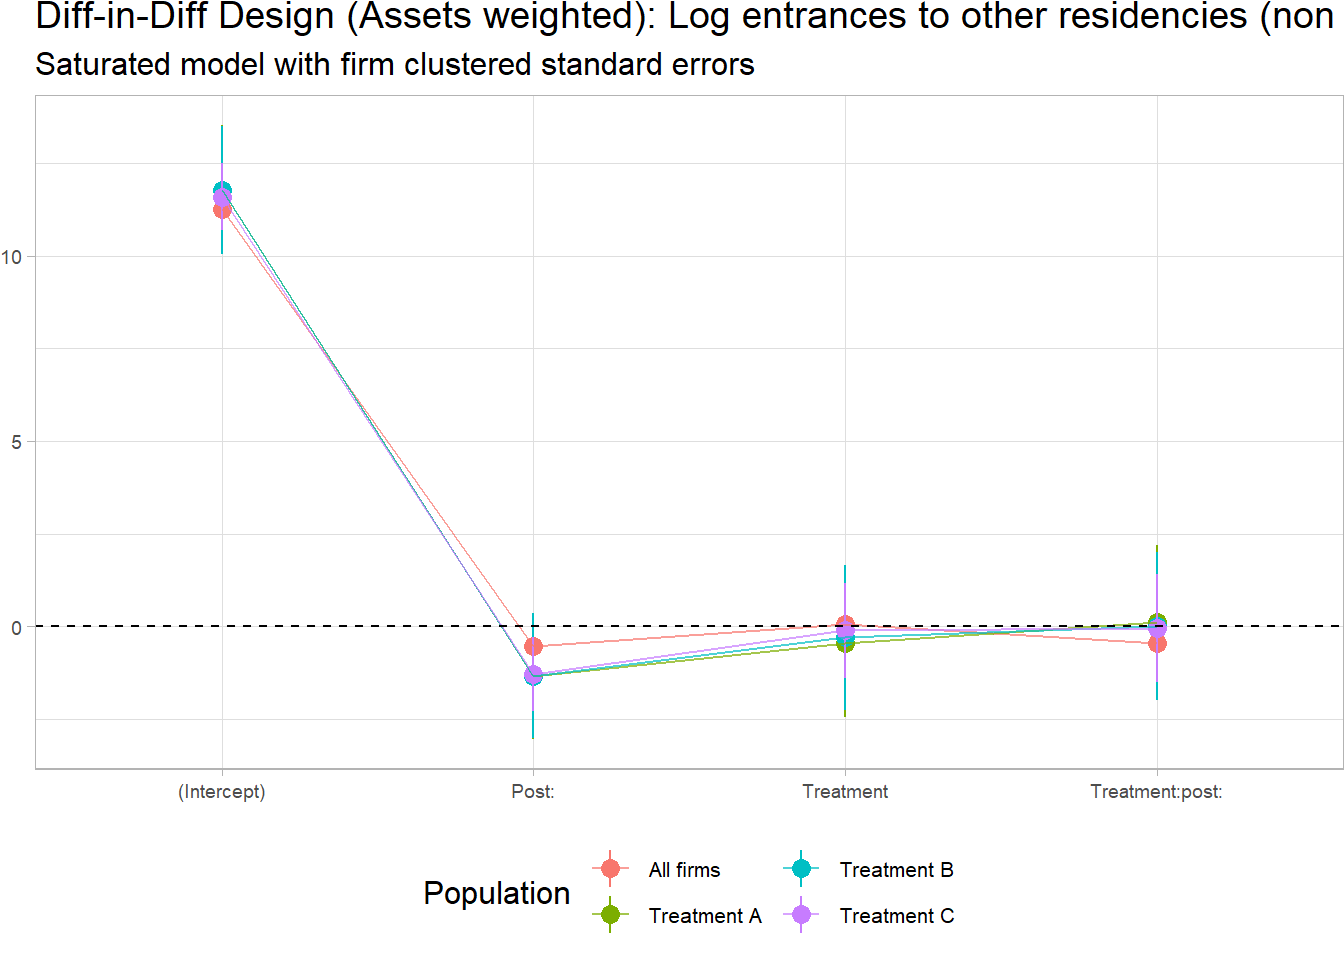 Diff-in-Diff Design (Assets weighted): Log entrances to other residencies (non
Saturated model with firm clustered standard errors
10
5
0
(Intercept) Post: Treatment Treatment:post:
Population
All firms Treatment B
Treatment A Treatment C